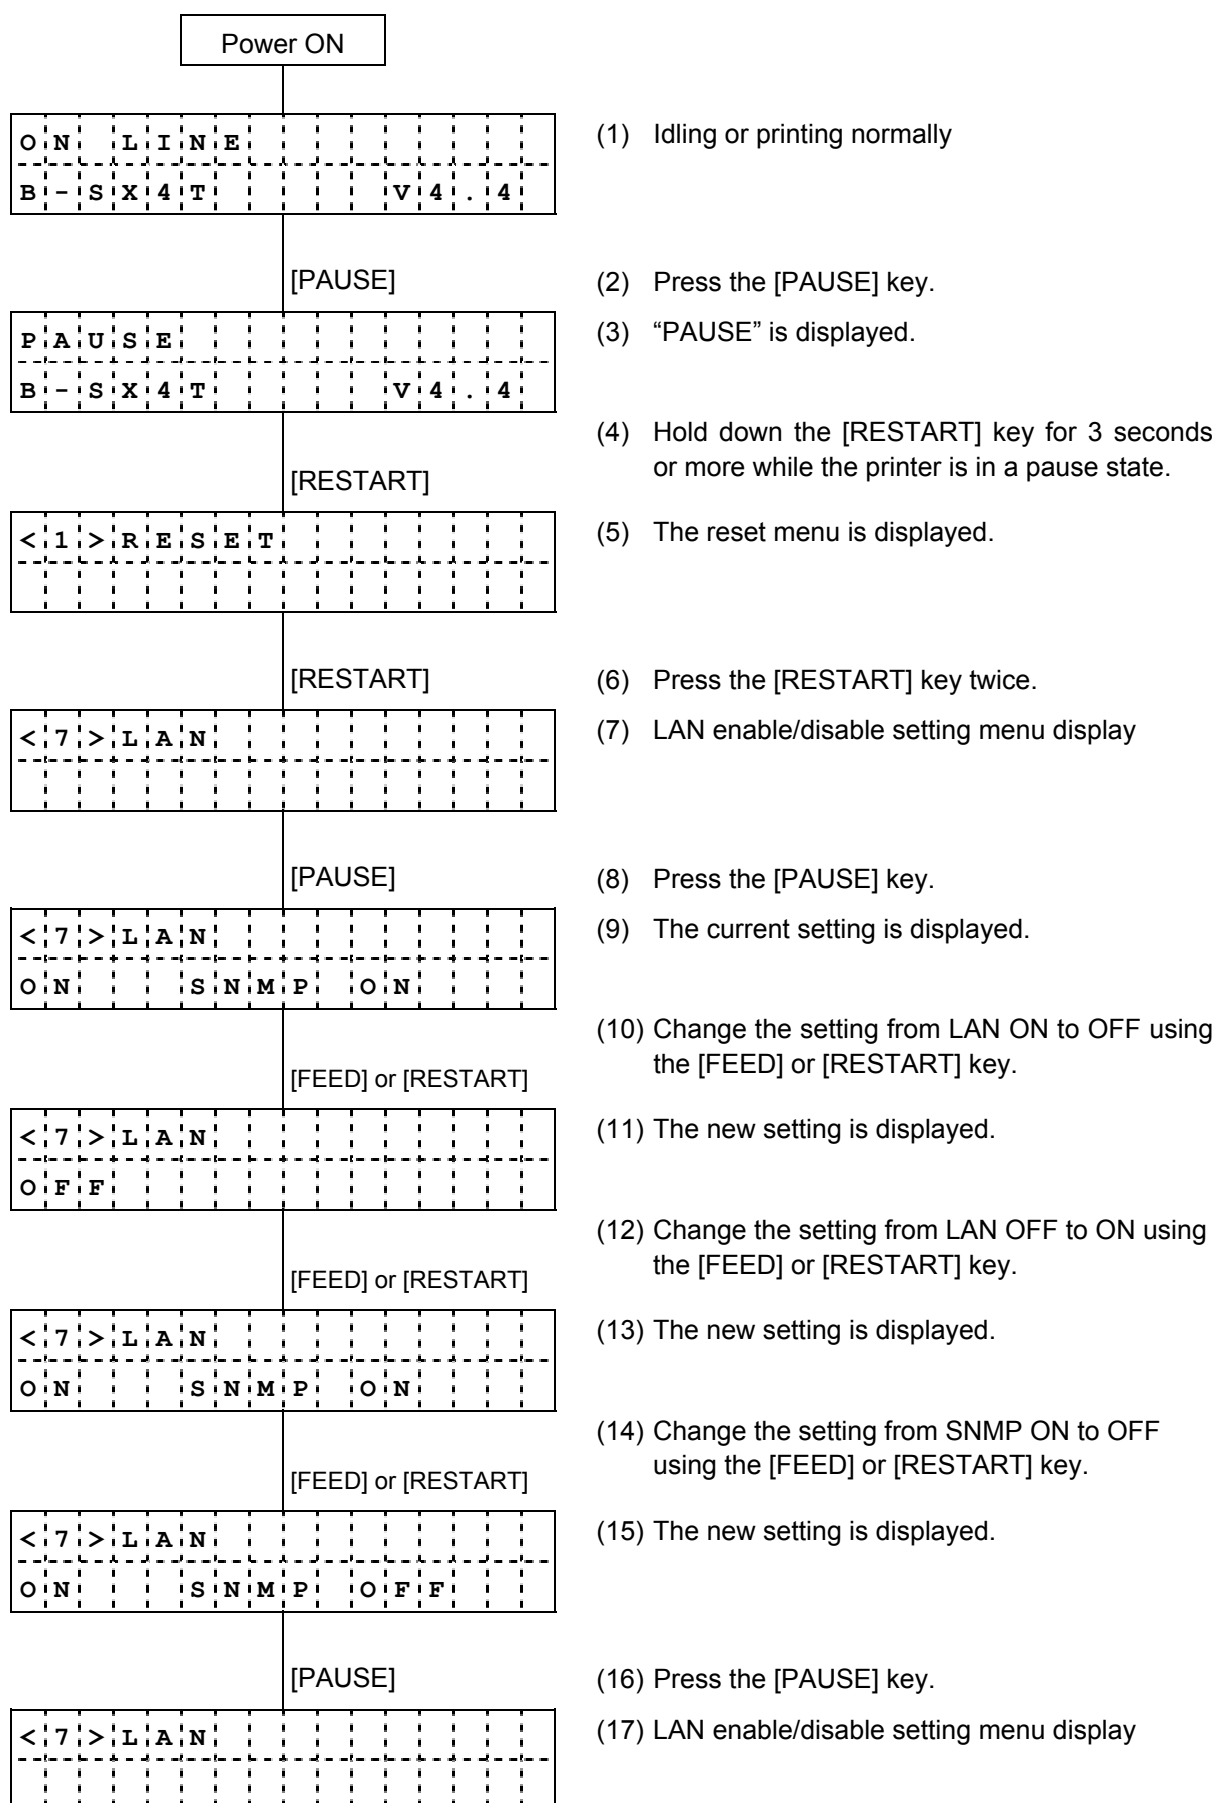 Power ON
ON LINE
B-SX4T     V4.4
(1) Idling or printing normally
[PAUSE]
(2) Press the [PAUSE] key.
PAUSE
B-SX4T     V4.4
(3) “PAUSE” is displayed.
[RESTART]
(4) Hold down the [RESTART] key for 3 seconds
or more while the printer is in a pause state.
<1>RESET
(5) The reset menu is displayed.
[RESTART]
(6) Press the [RESTART] key twice.
<7>LAN
(7) LAN enable/disable setting menu display
[PAUSE]
(8) Press the [PAUSE] key.
<7>LAN
ON   SNMP ON
(9) The current setting is displayed.
[FEED] or [RESTART]
(10) Change the setting from LAN ON to OFF using
the [FEED] or [RESTART] key.
<7>LAN
OFF
(11) The new setting is displayed.
[FEED] or [RESTART]
(12) Change the setting from LAN OFF to ON using
the [FEED] or [RESTART] key.
<7>LAN
ON   SNMP ON
(13) The new setting is displayed.
[FEED] or [RESTART]
(14) Change the setting from SNMP ON to OFF
using the [FEED] or [RESTART] key.
<7>LAN
ON   SNMP OFF
(15) The new setting is displayed.
[PAUSE]
(16) Press the [PAUSE] key.
<7>LAN
(17) LAN enable/disable setting menu display